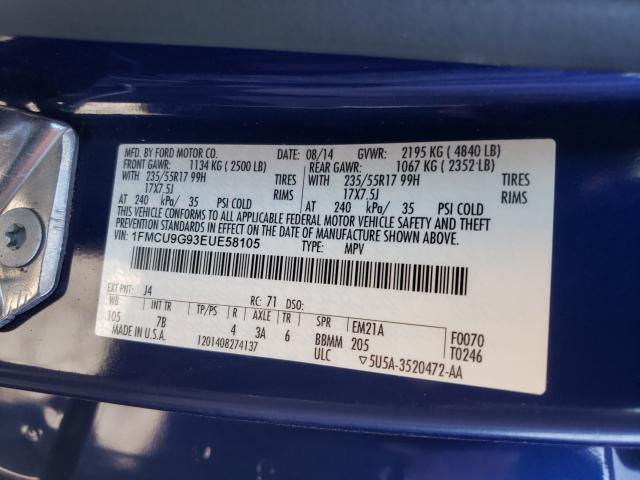 MFD. BY FORD MOTOR CO. DATE: 08/14 GVWR: 2195 KG ( 4840 LB)
FRONT GAWR: 1134 KG ( 2500 LB) REAR GAWR: 1067 KG ( 2352 LB)
WITH 235/55R17 99H TIRES WITH 235/55R17 99H TIRES
17X7.5J RIMS 17X7.5J RIMS
AT 240 kPa/ 35 PSI COLD AT 240 kPa/ 35 PSI COLD
THIS VEHICLE CONFORMS TO ALL APPLICABLE FEDERAL MOTOR VEHICLE SAFETY AND THEFT
PREVENTION STANDARDS IN EFFECT ON THE DATE OF MANUFACTURE SHOWN ABOVE.
VIN: 1FMCU9G93EUE58105 TYPE: MPV
EXT PNT: J4 RC: 71 DSO:
WB INT TR TP/PS R AXLE TR SPR EM21A F0070
105 7B 4 3A 6 BBMM 205 T0246
MADE IN U.S.A. 1201408274137 ULC ▽5U5A-3520472-AA